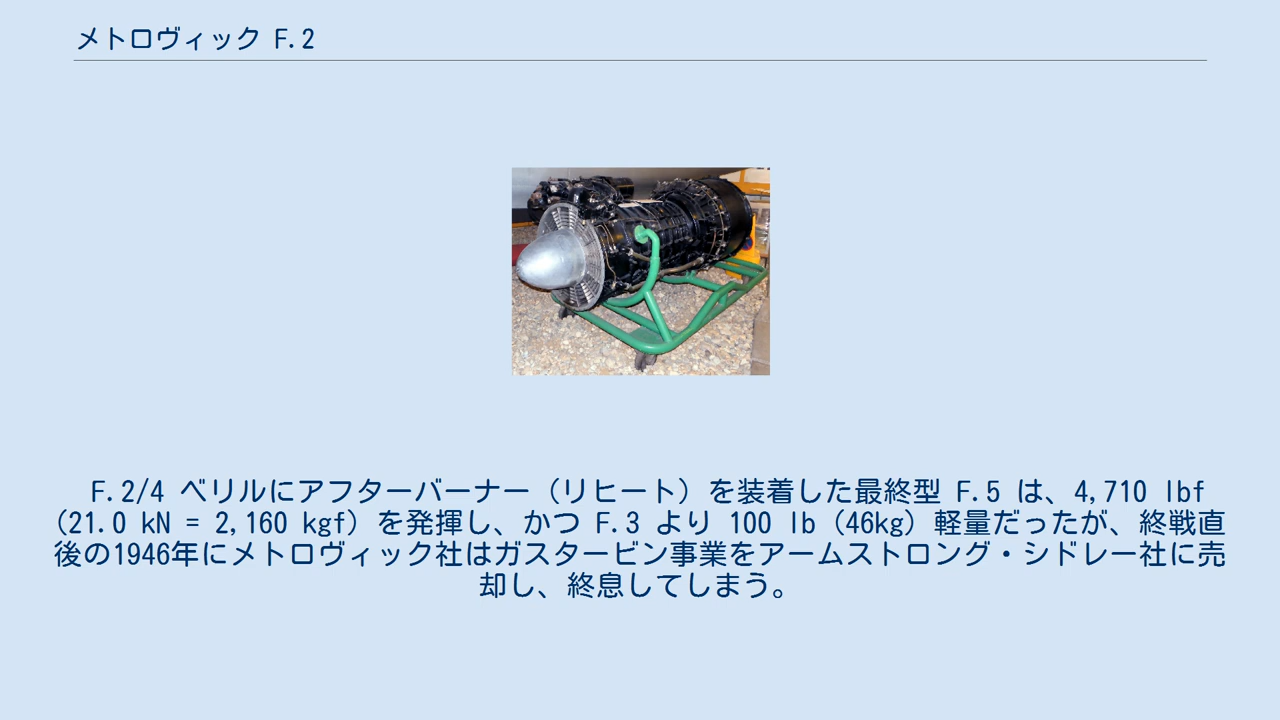 メトロヴィック F.2
F.2/4 ベリルにアフターバーナー（リヒート）を装着した最終型 F.5 は、4,710 lbf
(21.0 kN = 2,160 kgf）を発揮し、かつ F.3 より 100 lb（46kg）軽量だったが、終戦直
後の1946年にメトロヴィック社はガスタービン事業をアームストロング・シドレー社に売
却し、終息してしまう。